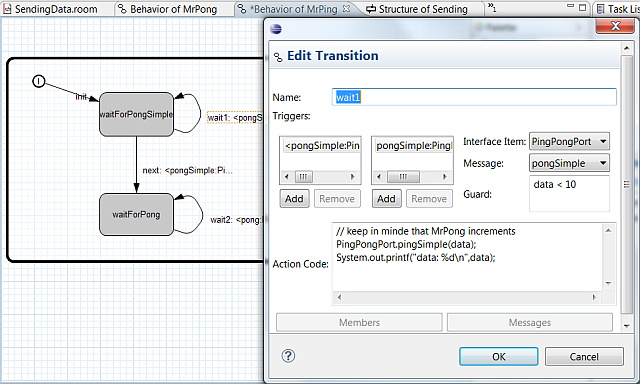 SendingData.room
Behavior of MrPong
*Behavior of MrPing
Structure of Sending
»1
Task Lis
I
init
waitForPongSimple
wait1: <pongS
next: <pongSimple:Pi...
waitForPong
wait2: <pong:
Edit Transition
Name:
wait1
Triggers:
<pongSimple:Pin
pongSimple:Ping
Add
Remove
Add
Remove
Interface Item:
PingPongPort
Message:
pongSimple
Guard:
data < 10
Action Code:
// keep in minde that MrPong increments
PingPongPort.pingSimple(data);
System.out.printf("data: %d\n",data);
Members
Messages
?
OK
Cancel